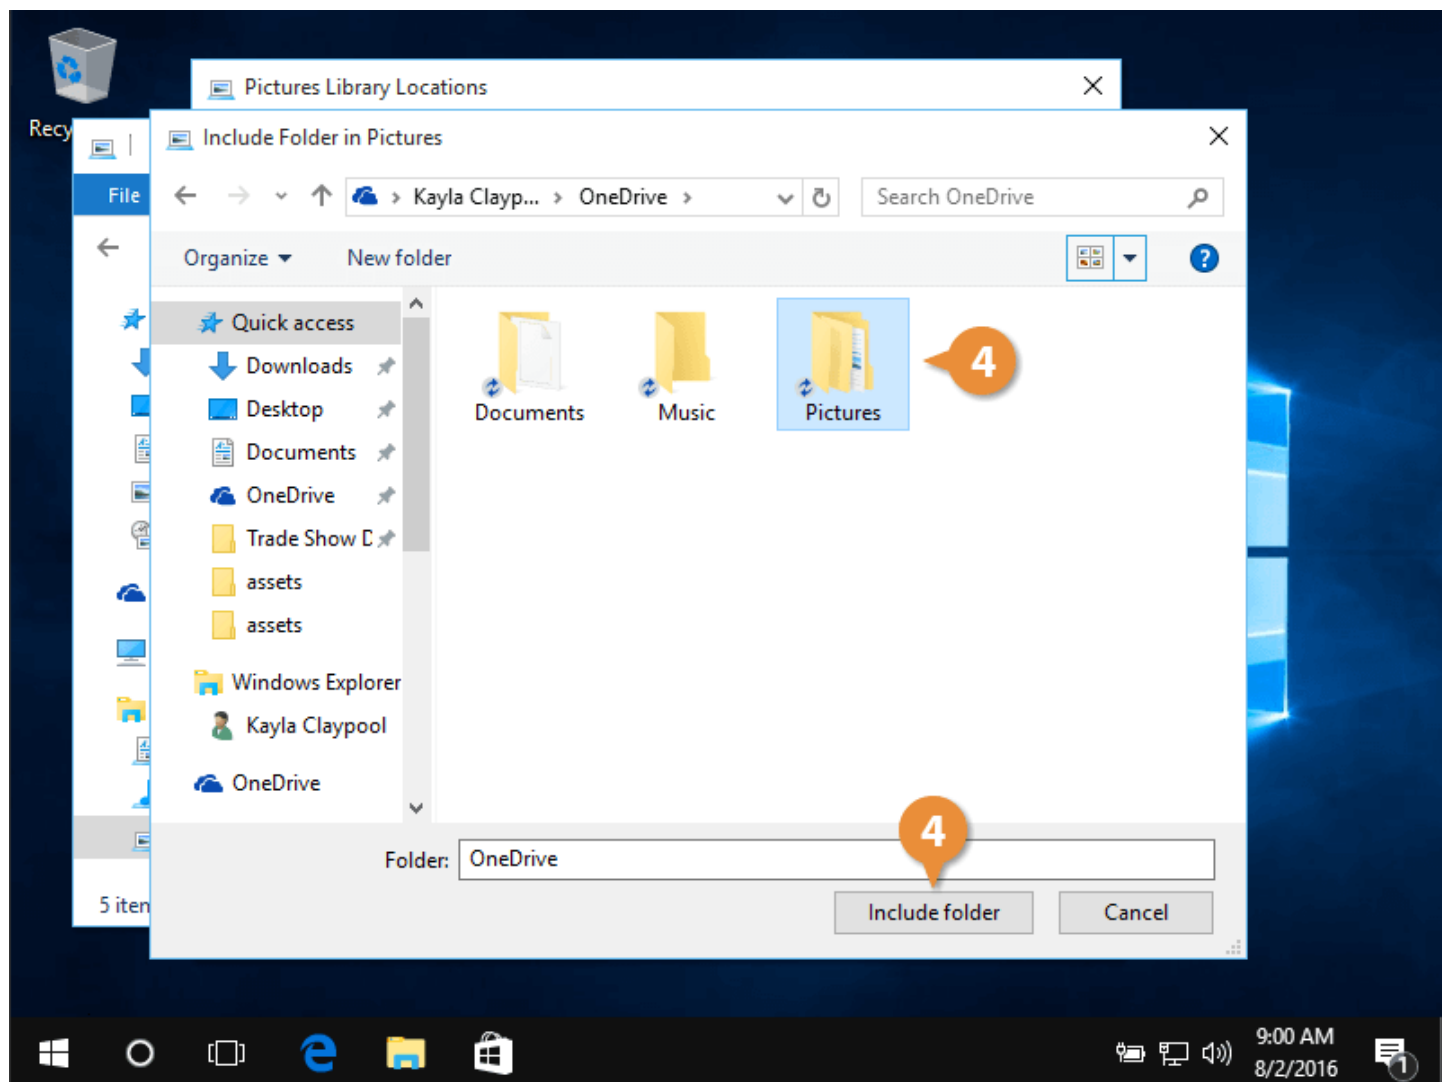 Recy
Pictures Library Locations
Include Folder in Pictures
File
Kayla Clayp... > OneDrive >
Search OneDrive
Organize
New folder
?
Quick access
Downloads
Desktop
Documents
OneDrive
Trade Show D
assets
assets
Windows Explorer
Kayla Claypool
OneDrive
Documents
Music
Pictures
4
4
Folder: OneDrive
5 iten
Include folder
Cancel
9:00 AM
8/2/2016
1